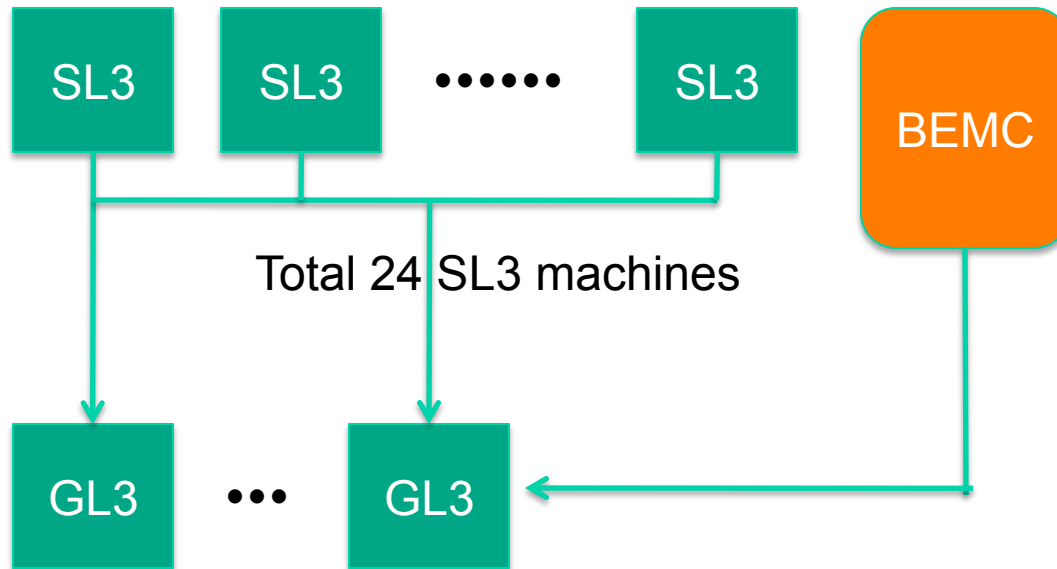 SL3
SL3
••••••
SL3
BEMC
Total 24 SL3 machines
GL3
•••
GL3